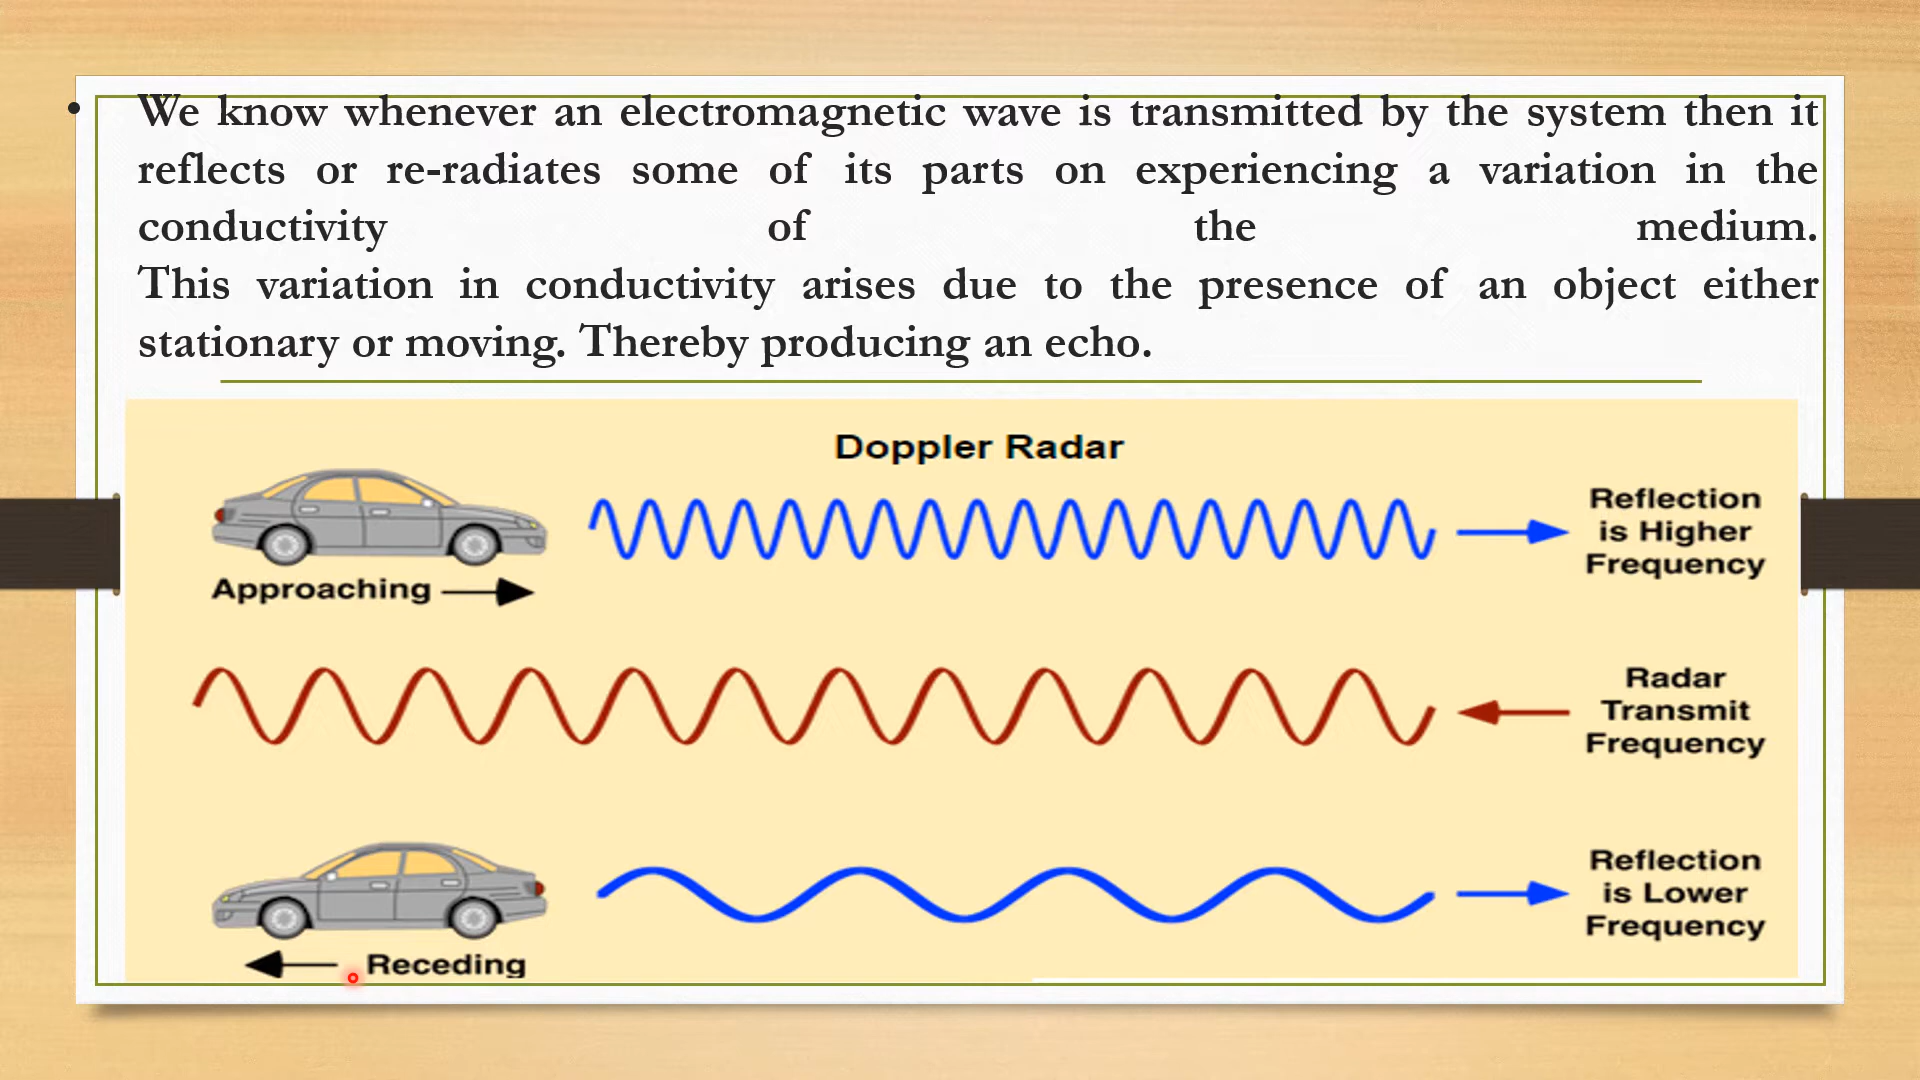 • We know whenever an electromagnetic wave is transmitted by the system then it
reflects or re-radiates some of its parts on experiencing a variation in the
conductivity of the medium.
This variation in conductivity arises due to the presence of an object either
stationary or moving. Thereby producing an echo.
Doppler Radar
Approaching
Reflection
is Higher
Frequency
Radar
Transmit
Frequency
Receding
Reflection
is Lower
Frequency